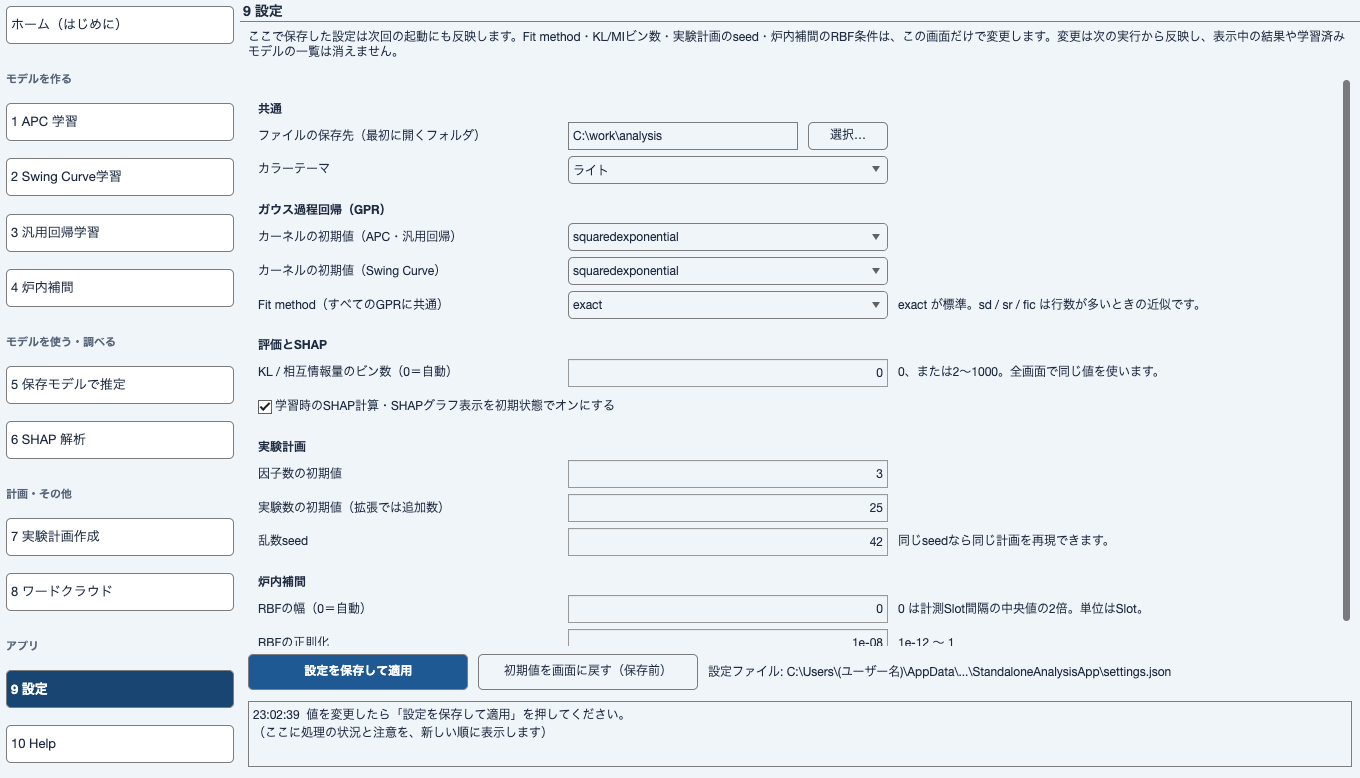 ホーム（はじめに）
モデルを作る
1 APC 学習
2 Swing Curve学習
3 汎用回帰学習
4 炉内補間
モデルを使う・調べる
5 保存モデルで推定
6 SHAP 解析
計画・その他
7 実験計画作成
8 ワードクラウド
アプリ
9 設定
10 Help
9 設定
ここで保存した設定は次回の起動にも反映します。Fit method・KL/MIビン数・実験計画のseed・炉内補間のRBF条件は、この画面だけで変更します。変更は次の実行から反映し、表示中の結果や学習済み
モデルの一覧は消えません。
共通
ファイルの保存先（最初に開くフォルダ） C:\work\analysis 選択...
カラーテーマ ライト
ガウス過程回帰（GPR）
カーネルの初期値（APC・汎用回帰） squaredexponential
カーネルの初期値（Swing Curve） squaredexponential
Fit method（すべてのGPRに共通） exact exact が標準。sd / sr / fic は行数が多いときの近似です。
評価とSHAP
KL / 相互情報量のビン数（0＝自動） 0 0、または2〜1000。全画面で同じ値を使います。
学習時のSHAP計算・SHAPグラフ表示を初期状態でオンにする
実験計画
因子数の初期値 3
実験数の初期値（拡張では追加数） 25
乱数seed 42 同じseedなら同じ計画を再現できます。
炉内補間
RBFの幅（0＝自動） 0 0 は計測Slot間隔の中央値の2倍。単位はSlot。
RBFの正則化 1e-08 1e-12 〜 1
設定を保存して適用 初期値を画面に戻す（保存前） 設定ファイル: C:\Users\(ユーザー名)\AppData\...\StandaloneAnalysisApp\settings.json
23:02:39 値を変更したら「設定を保存して適用」を押してください。
（ここに処理の状況と注意を、新しい順に表示します）